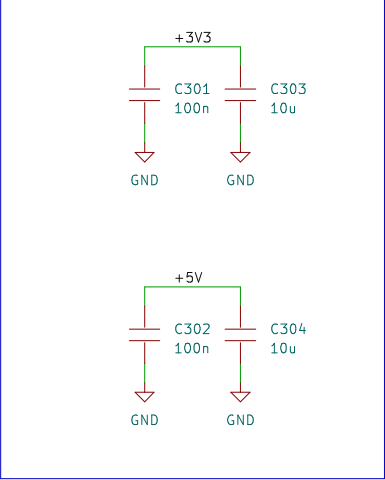 +3V3
C301 C303
100n 10u
GND GND
+5V
C302 C304
100n 10u
GND GND